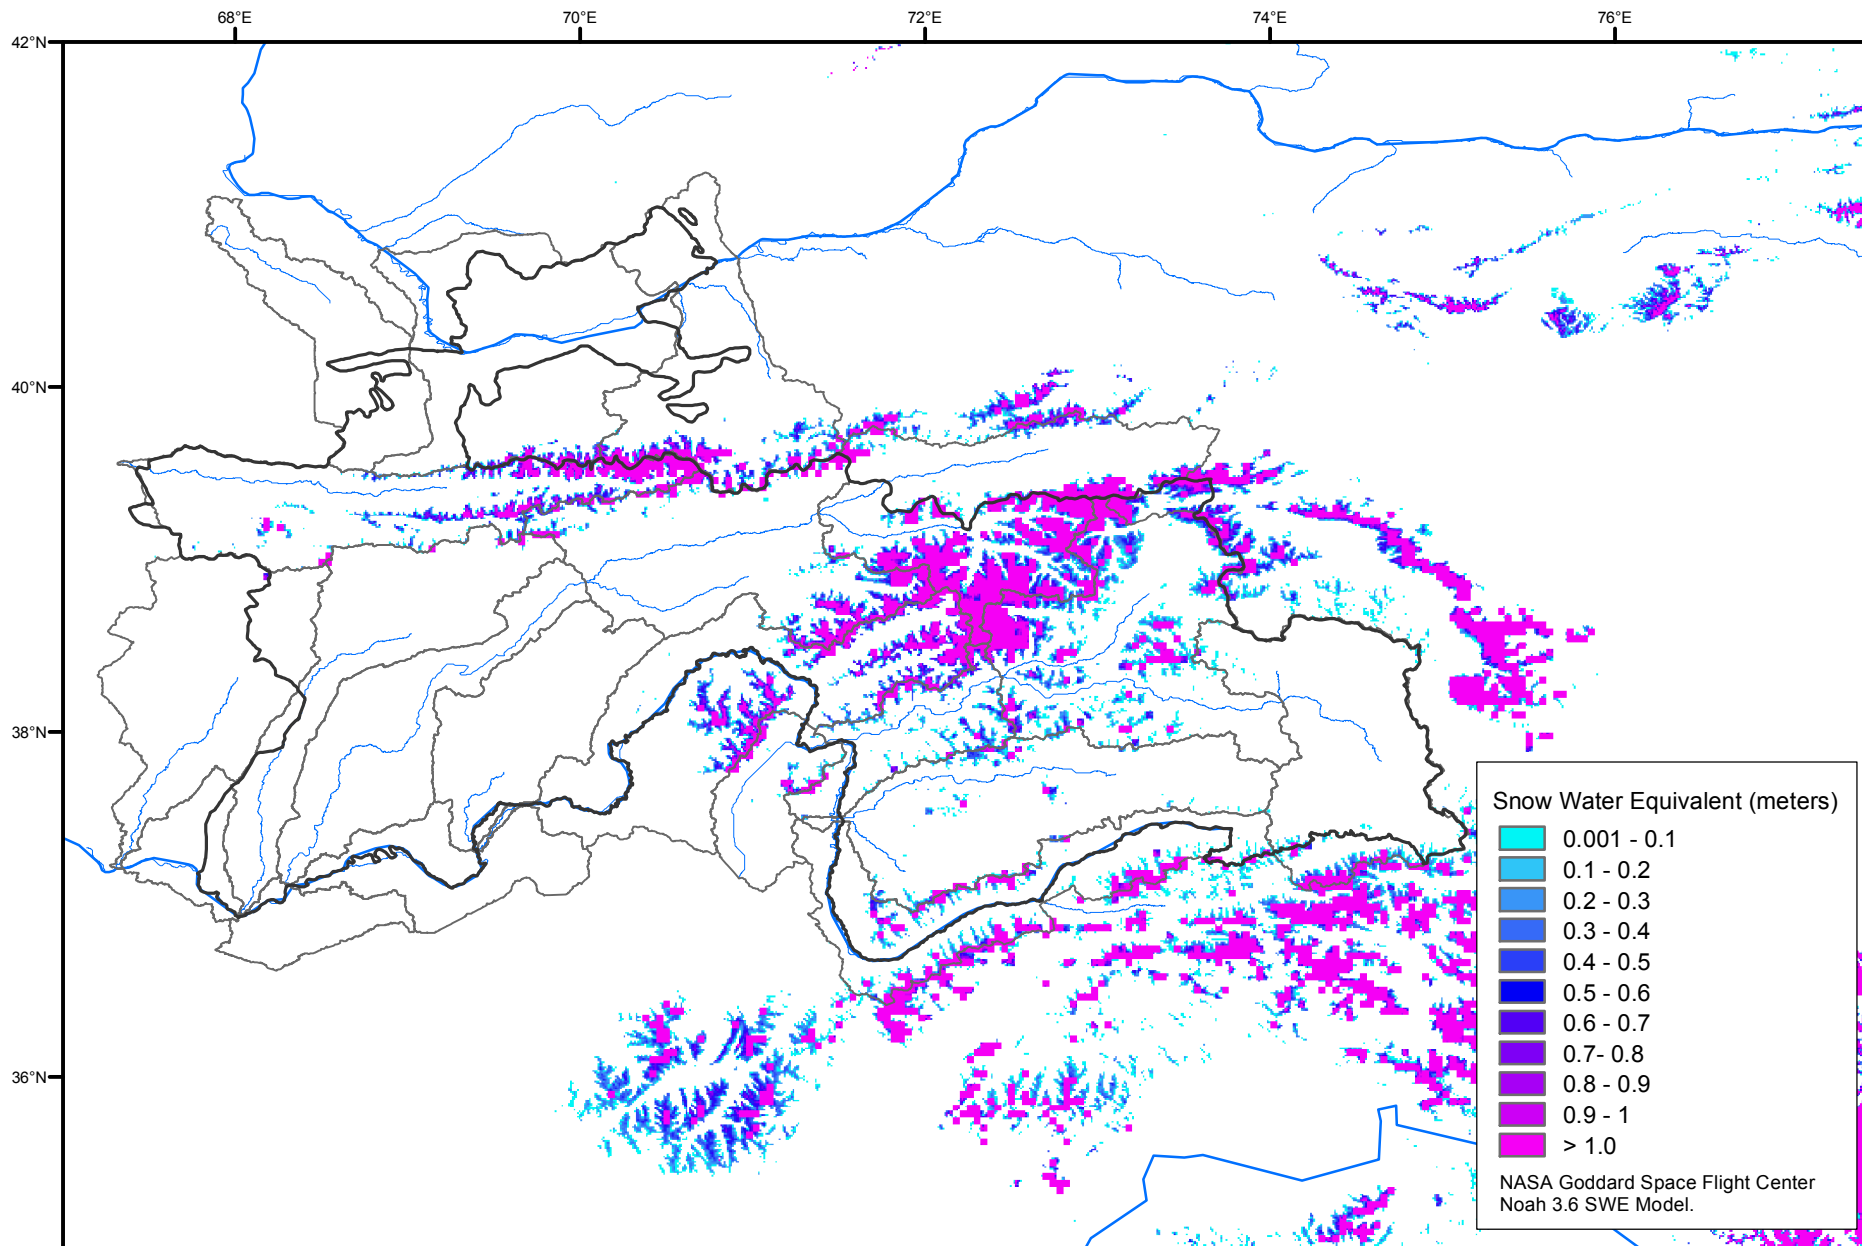 68°E
70°E
72°E
74°E
76°E
42°N
40°N
38°N
36°N
Snow Water Equivalent (meters)
0.001 - 0.1
0.1 - 0.2
0.2 - 0.3
0.3 - 0.4
0.4 - 0.5
0.5 - 0.6
0.6 - 0.7
0.7- 0.8
0.8 - 0.9
0.9 - 1
> 1.0
NASA Goddard Space Flight Center
Noah 3.6 SWE Model.